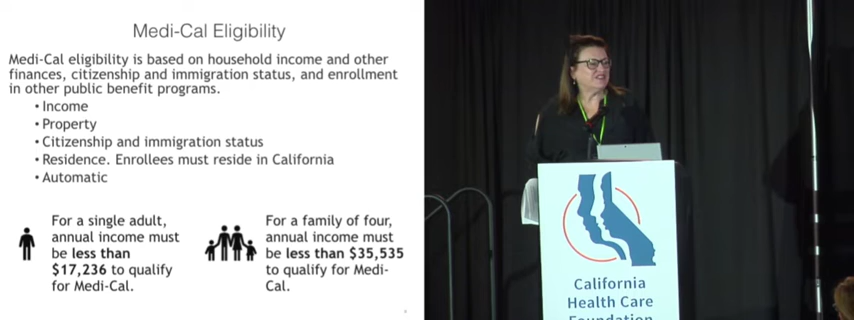 Medi-Cal Eligibility
Medi-Cal eligibility is based on household income and other
finances, citizenship and immigration status, and enrollment
in other public benefit programs.
• Income
• Property
• Citizenship and immigration status
• Residence. Enrollees must reside in California
• Automatic
For a single adult,
annual income must
be less than
$17,236 to qualify
for Medi-Cal.
For a family of four,
annual income must
be less than $35,535
to qualify for Medi-
Cal.
California
Health Care
Foundation